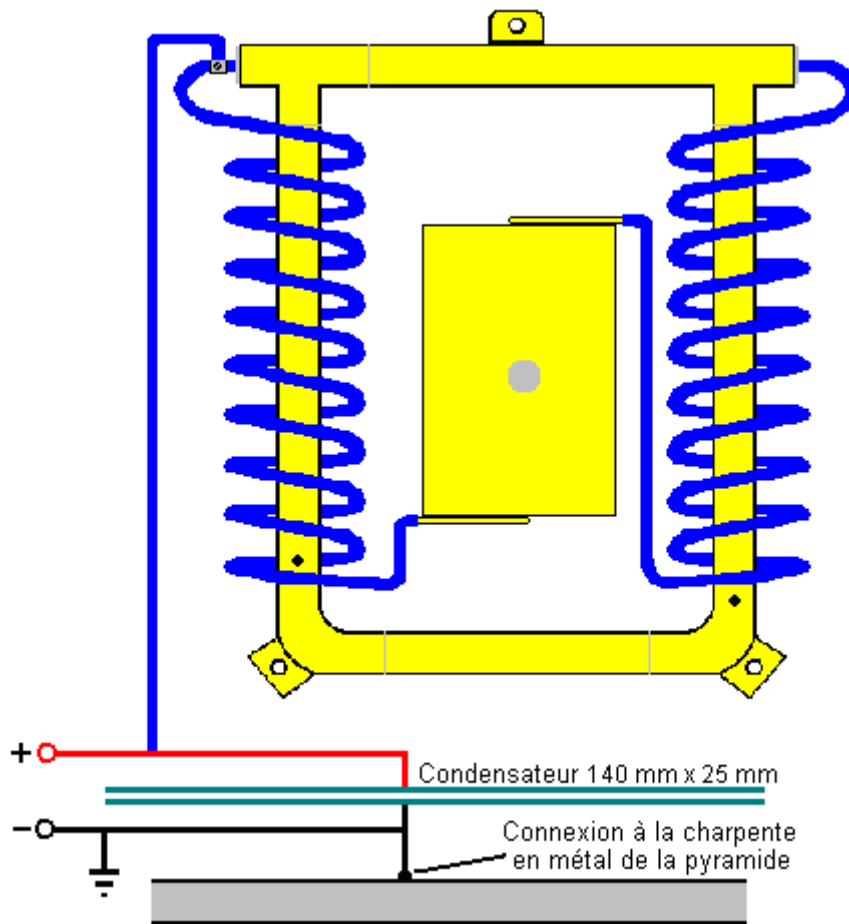 +
Condensateur 140 mm x 25 mm
–
Connexion à la charpente
en métal de la pyramide